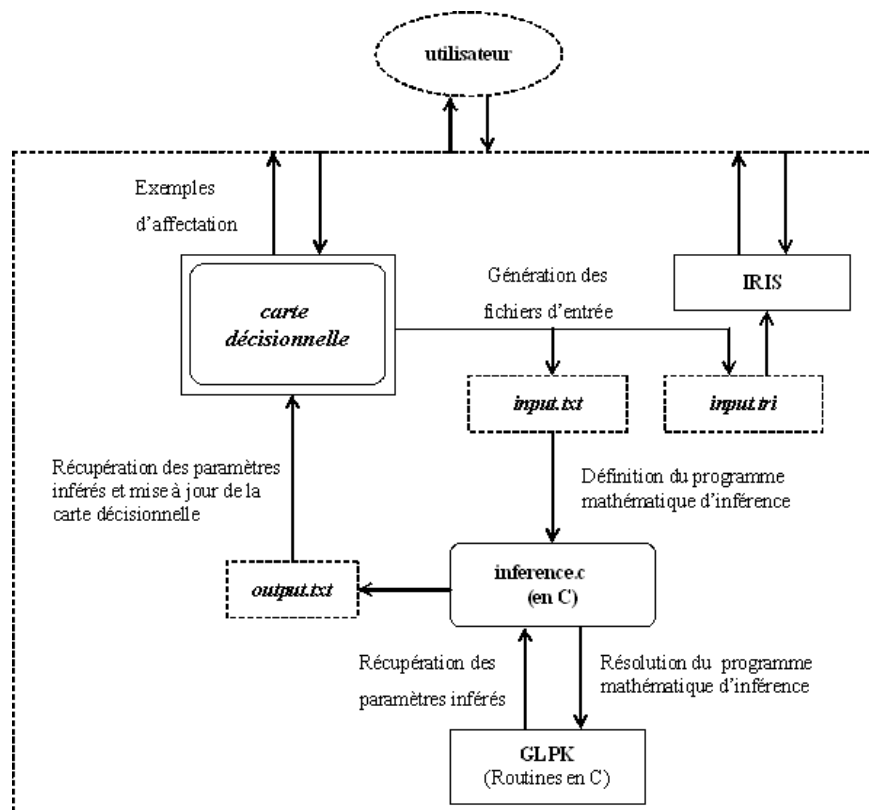 utilisateur
Exemples
d'affectation
carte
décisionnelle
Génération des
fichiers d'entrée
IRIS
input.txt
input.tri
Récupération des paramètres
inférés et mise à jour de la
carte décisionnelle
Définition du programme
mathématique d'inférence
output.txt
inference.c
(en C)
Récupération des
paramètres inférés
Résolution du programme
mathématique d'inférence
GLPK
(Routines en C)